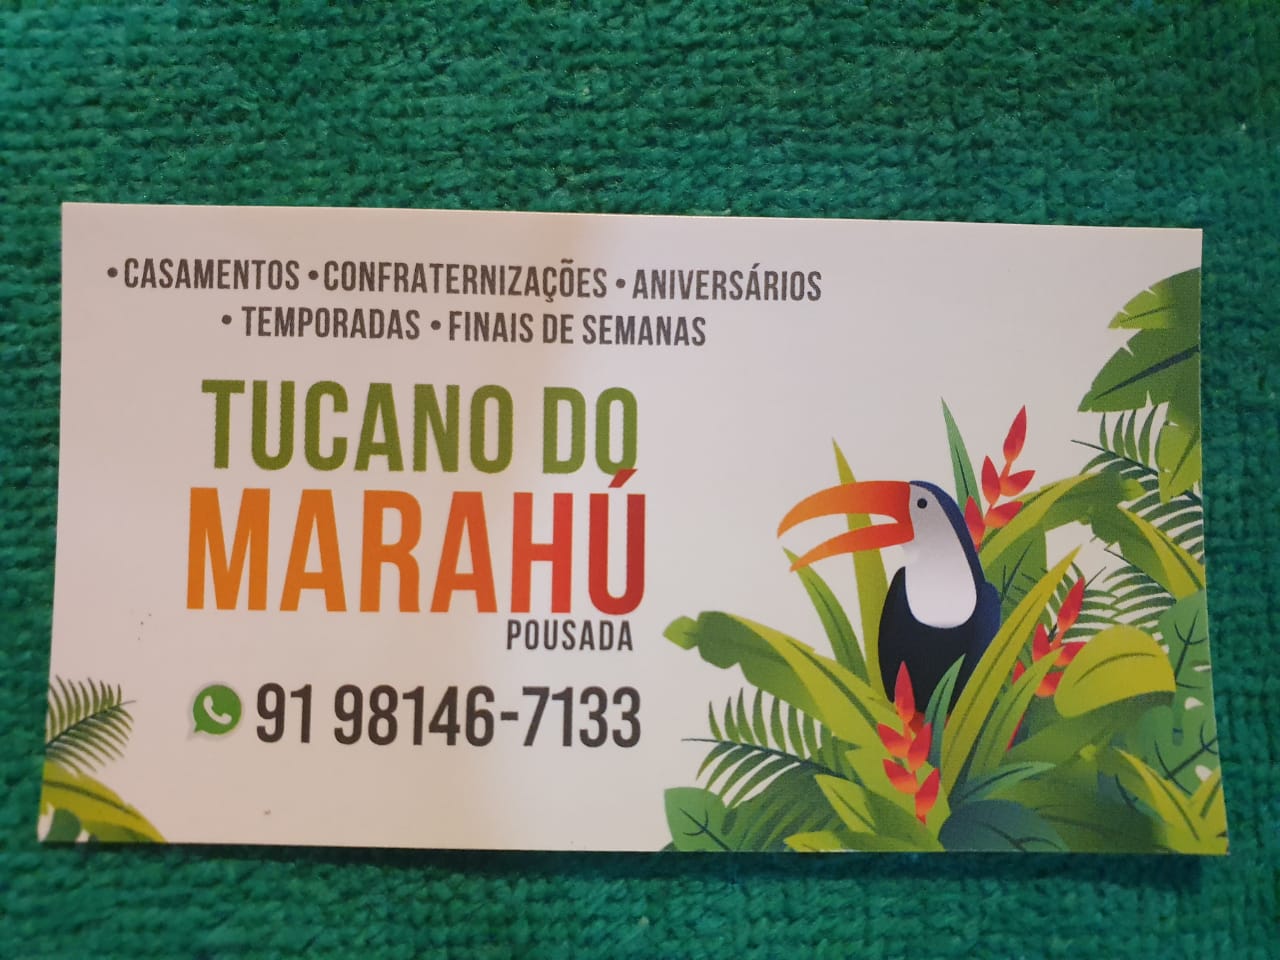 •CASAMENTOS •CONFRATERNIZAÇÕES •ANIVERSÁRIOS
• TEMPORADAS •FINAIS DE SEMANAS
TUCANO DO
MARAHÚ
POUSADA
91 98146-7133